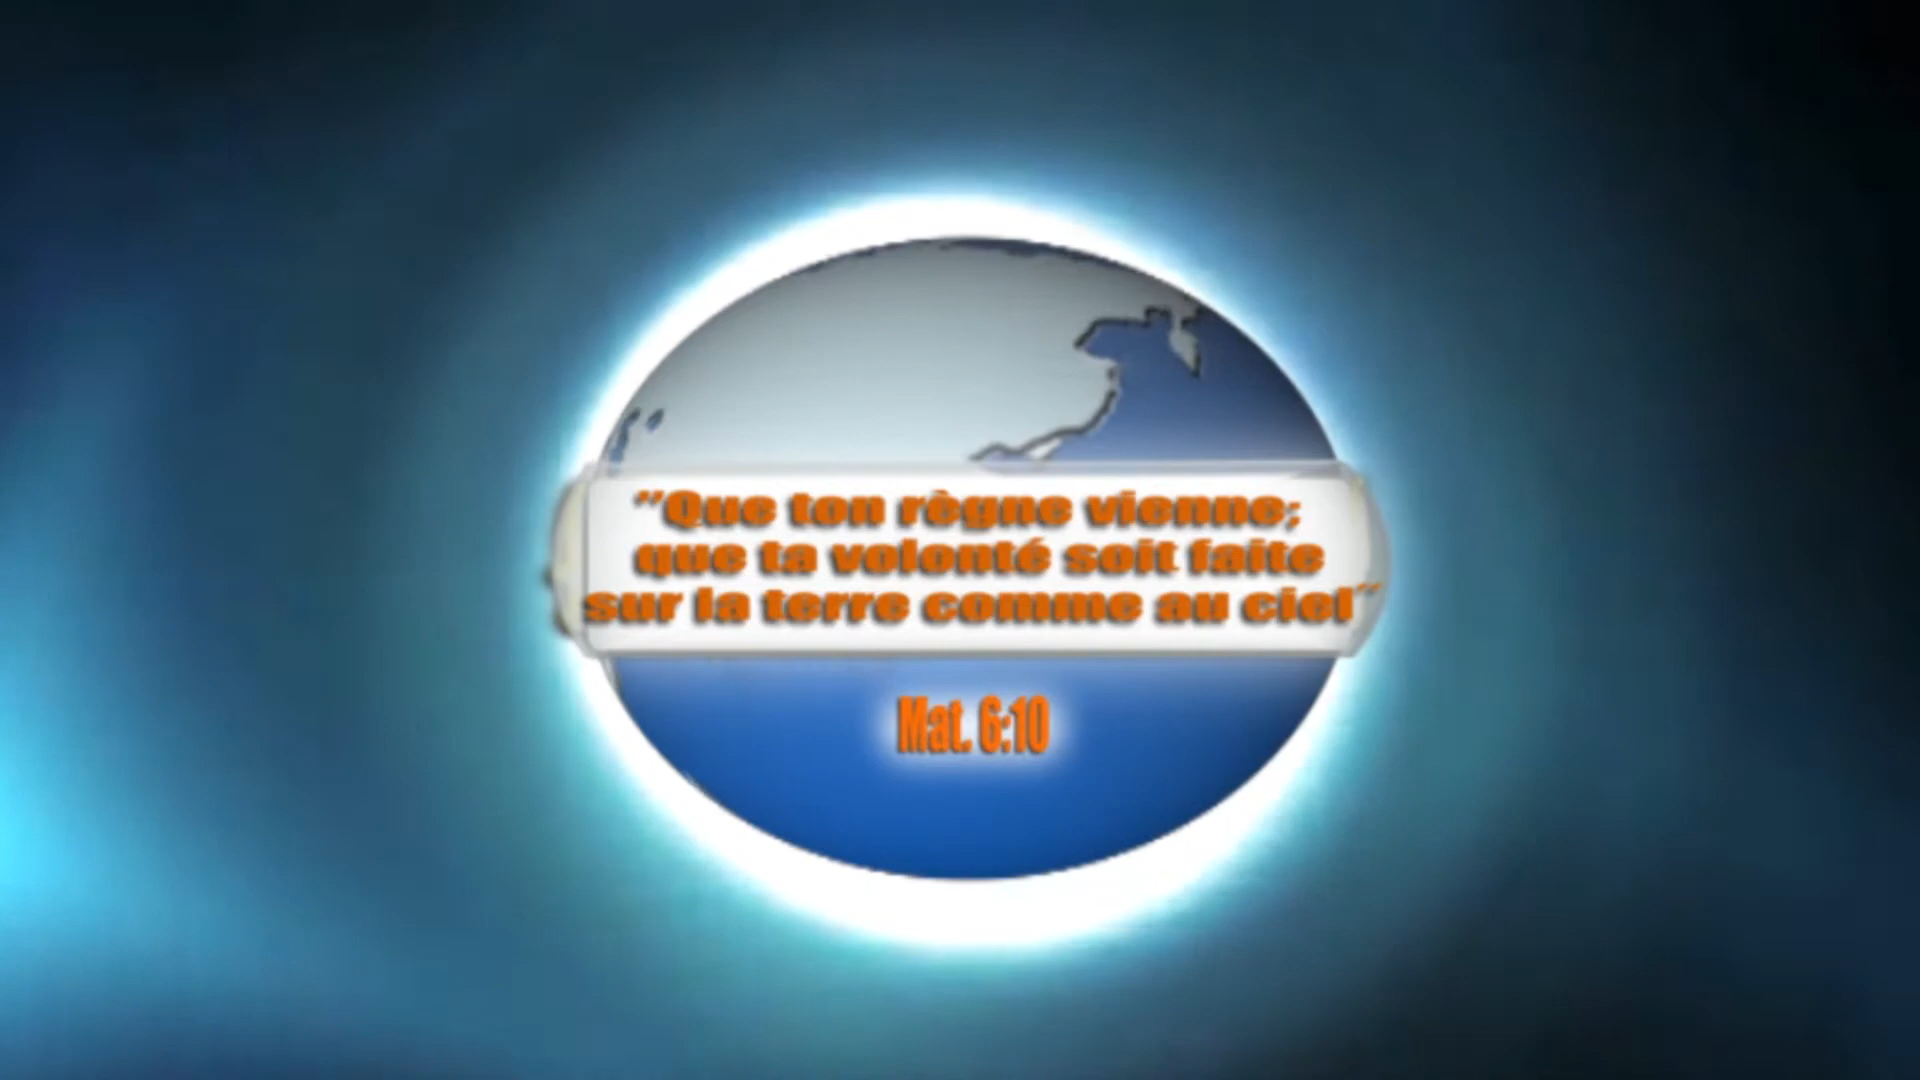 "Que ton règne vienne;
que ta volonté soit faite
sur la terre comme au ciel"
Mat. 6:10